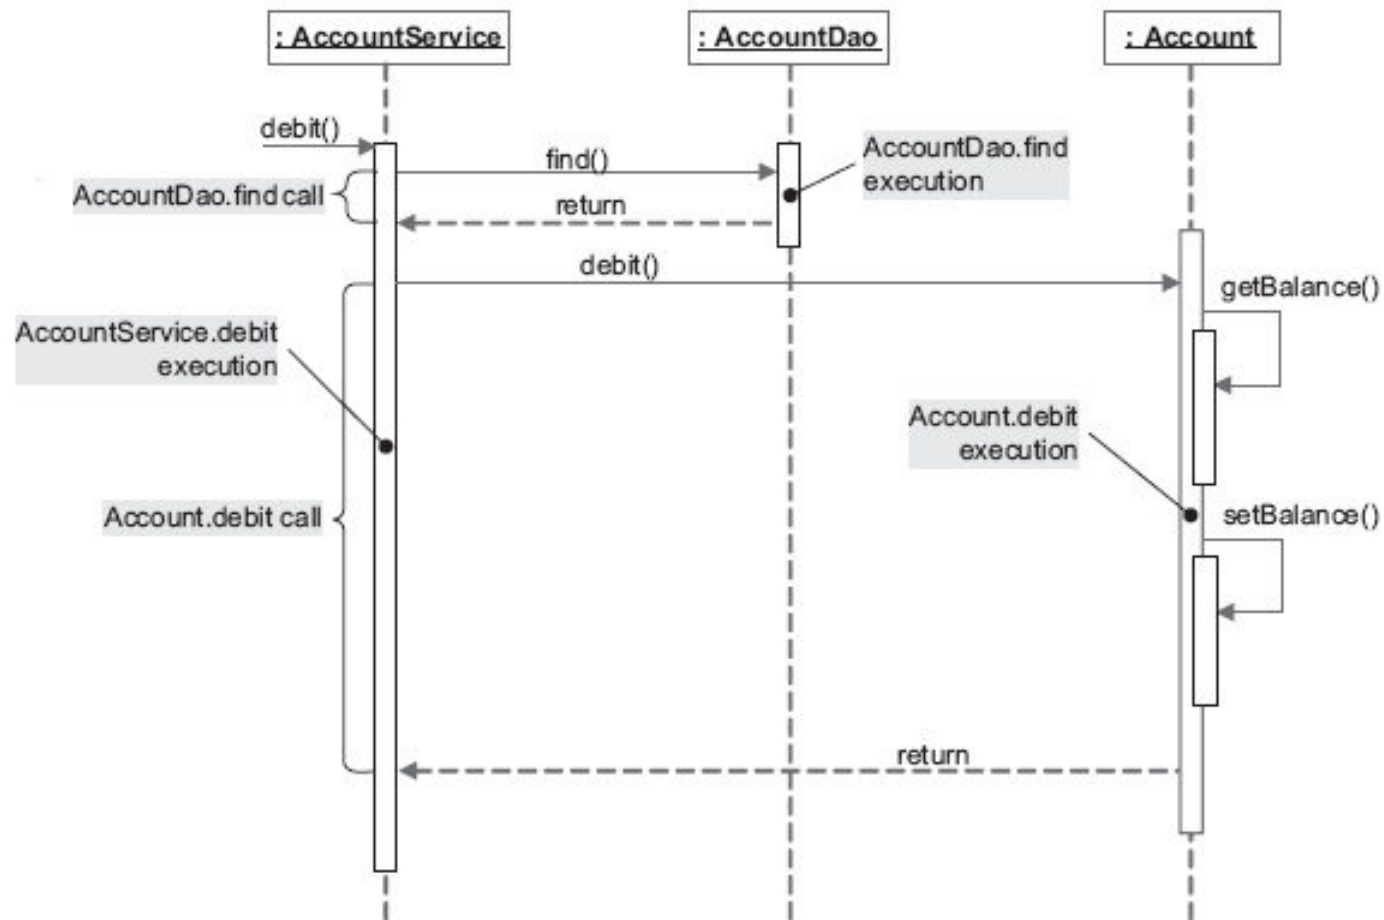 : AccountService
: AccountDao
: Account
debit()
find()
AccountDao.find
execution
AccountDao.find call
return
debit()
getBalance()
AccountService.debit
execution
Account.debit
execution
Account.debit call
setBalance()
return